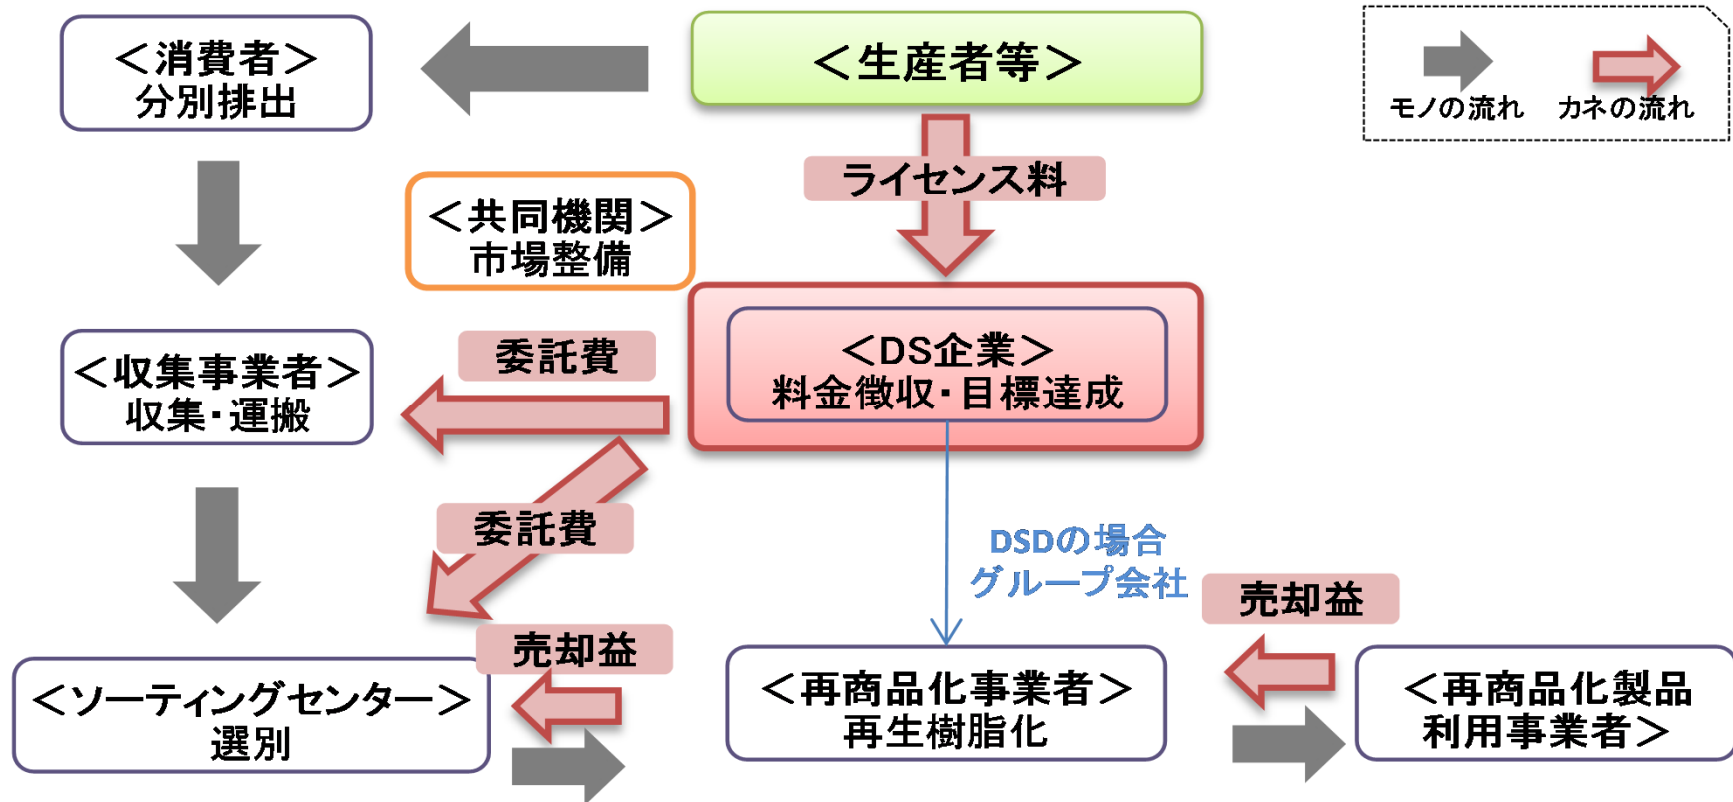 ＜消費者＞
分別排出
＜生産者等＞
モノの流れ
カネの流れ
ライセンス料
＜共同機関＞
市場整備
＜収集事業者＞
収集・運搬
委託費
＜DS企業＞
料金徴収・目標達成
委託費
DSDの場合
グループ会社
売却益
売却益
＜ソーティングセンター＞
選別
＜再商品化事業者＞
再生樹脂化
＜再商品化製品
利用事業者＞